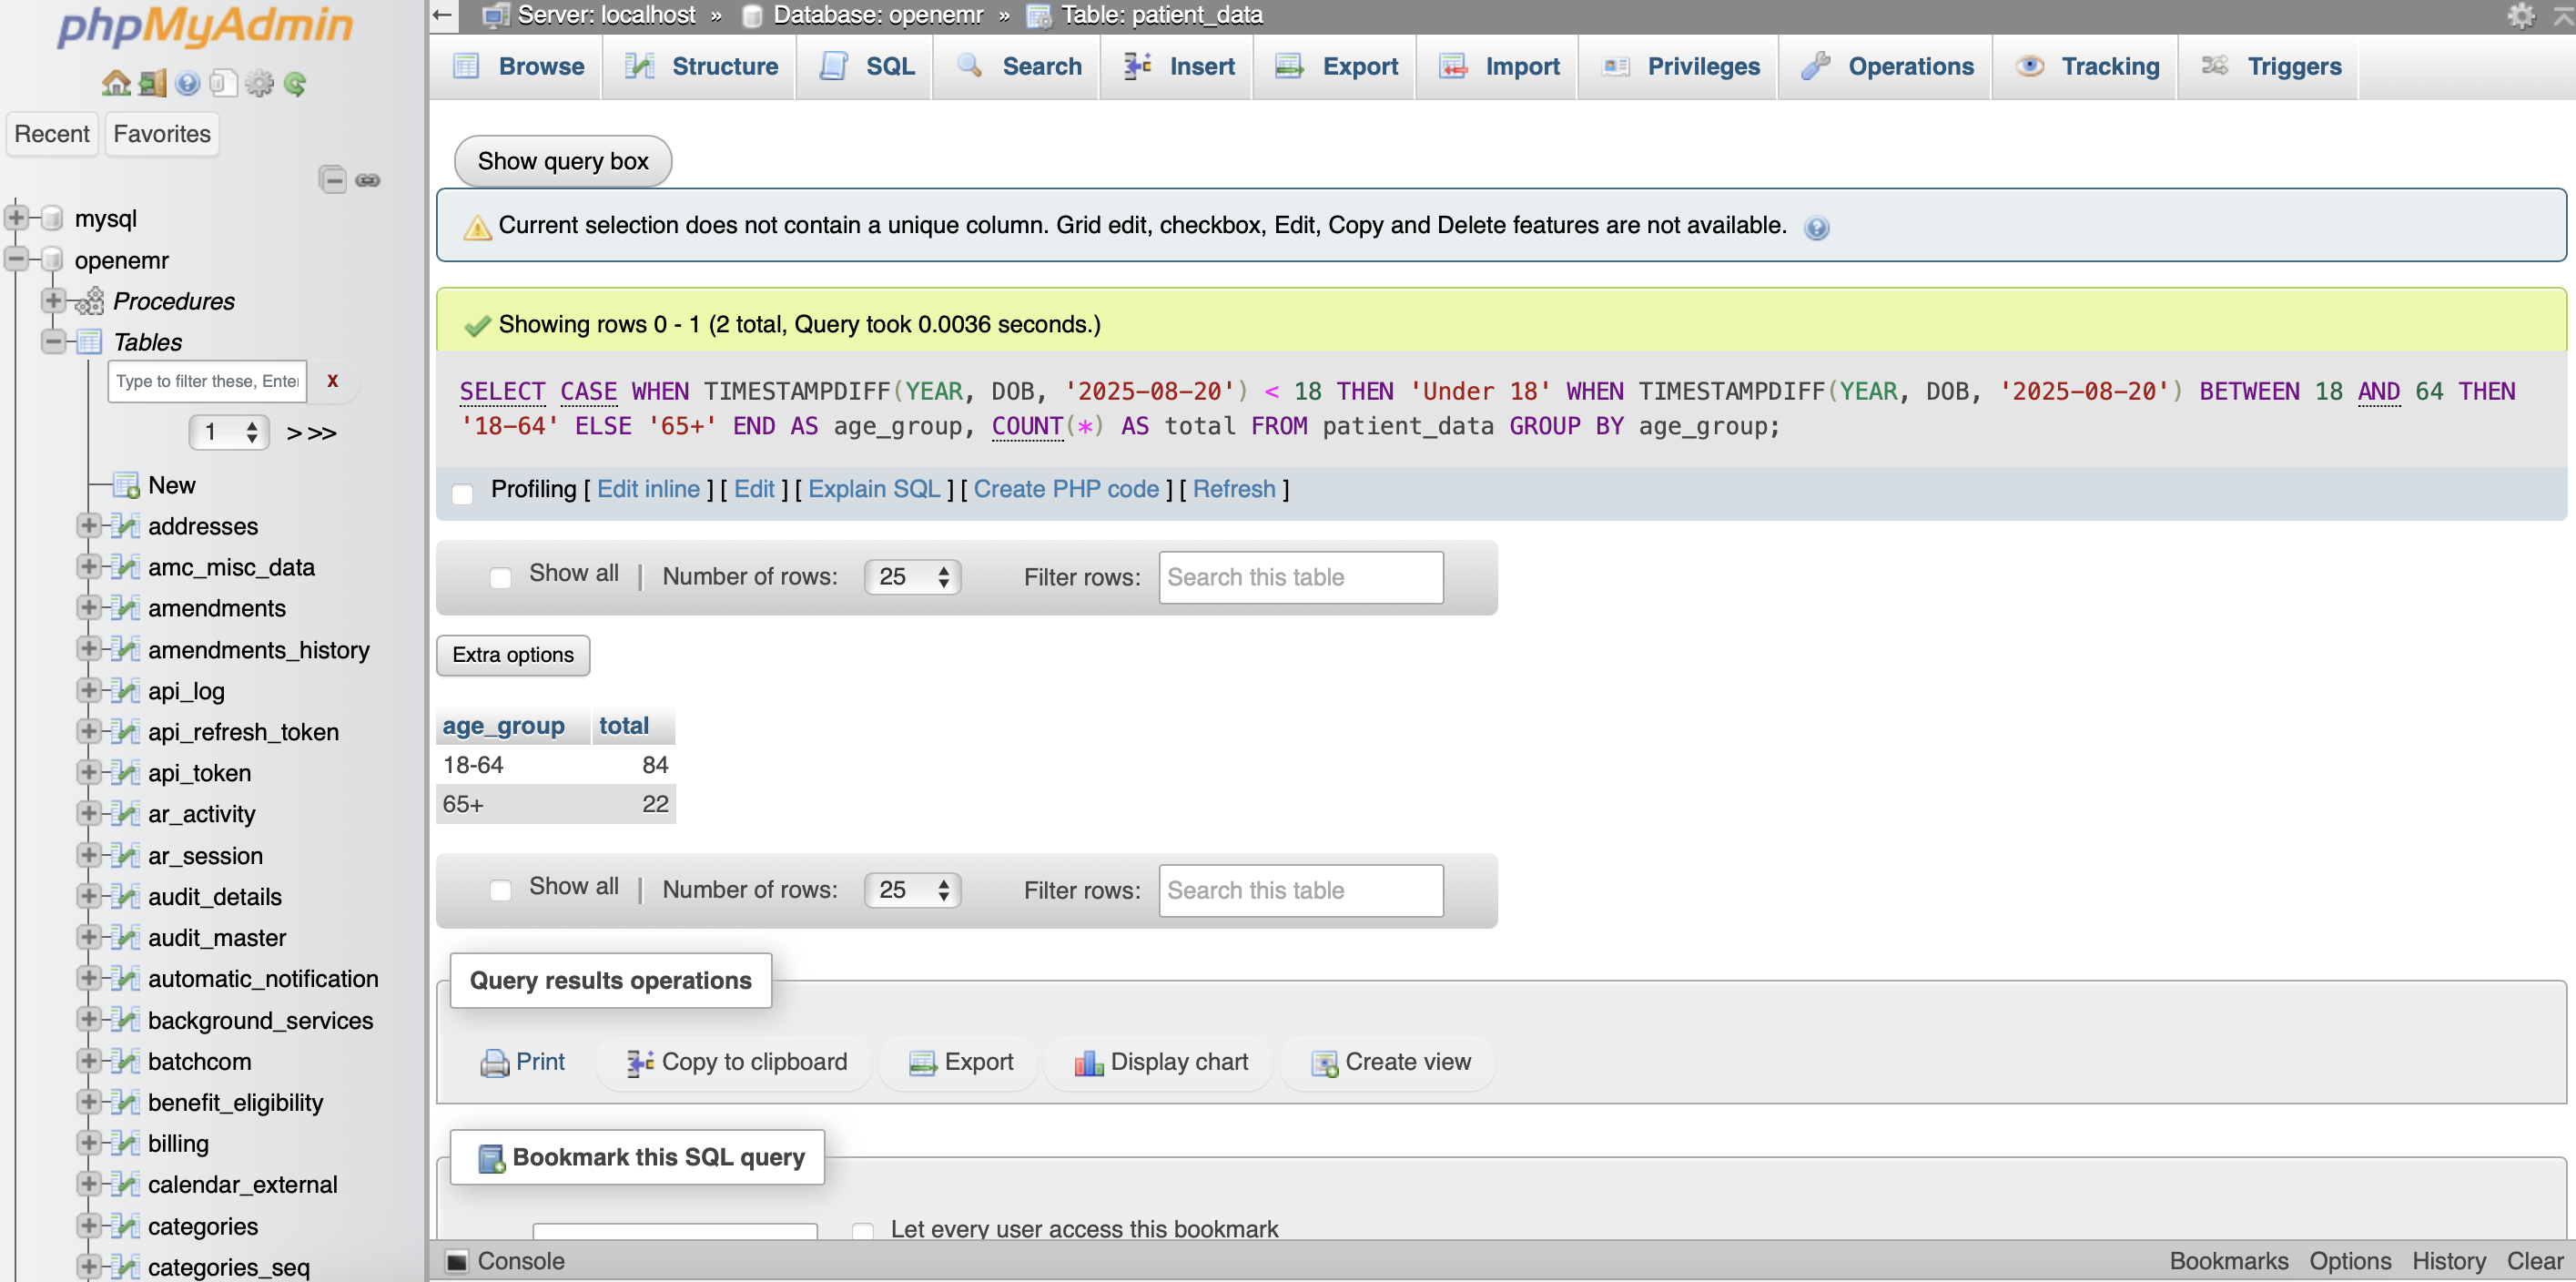 phpMyAdmin
Recent Favorites
mysql
openemr
Procedures
Tables
Type to filter these, Enter
X
1 >>>
New
addresses
amc_misc_data
amendments
amendments_history
api_log
api_refresh_token
api_token
ar_activity
ar_session
audit_details
audit_master
automatic_notification
background_services
batchcom
benefit_eligibility
billing
calendar_external
categories
categories_seq
← Server: localhost » Database: openemr » Table: patient_data
Browse Structure SQL Search Insert Export Import Privileges Operations Tracking Triggers
Show query box
Current selection does not contain a unique column. Grid edit, checkbox, Edit, Copy and Delete features are not available.
Showing rows 0 - 1 (2 total, Query took 0.0036 seconds.)
SELECT CASE WHEN TIMESTAMPDIFF(YEAR, DOB, '2025-08-20') < 18 THEN 'Under 18' WHEN TIMESTAMPDIFF(YEAR, DOB, '2025-08-20') BETWEEN 18 AND 64 THEN
'18-64' ELSE '65+' END AS age_group, COUNT(*) AS total FROM patient_data GROUP BY age_group;
Profiling [ Edit inline ] [ Edit ] [ Explain SQL ] [ Create PHP code ] [ Refresh ]
Show all | Number of rows: 25 Filter rows: Search this table
Extra options
age_group total
18-64 84
65+ 22
Show all | Number of rows: 25 Filter rows: Search this table
Query results operations
Print Copy to clipboard Export Display chart Create view
Bookmark this SQL query
Let every user access this bookmark
Console Bookmarks Options History Clear